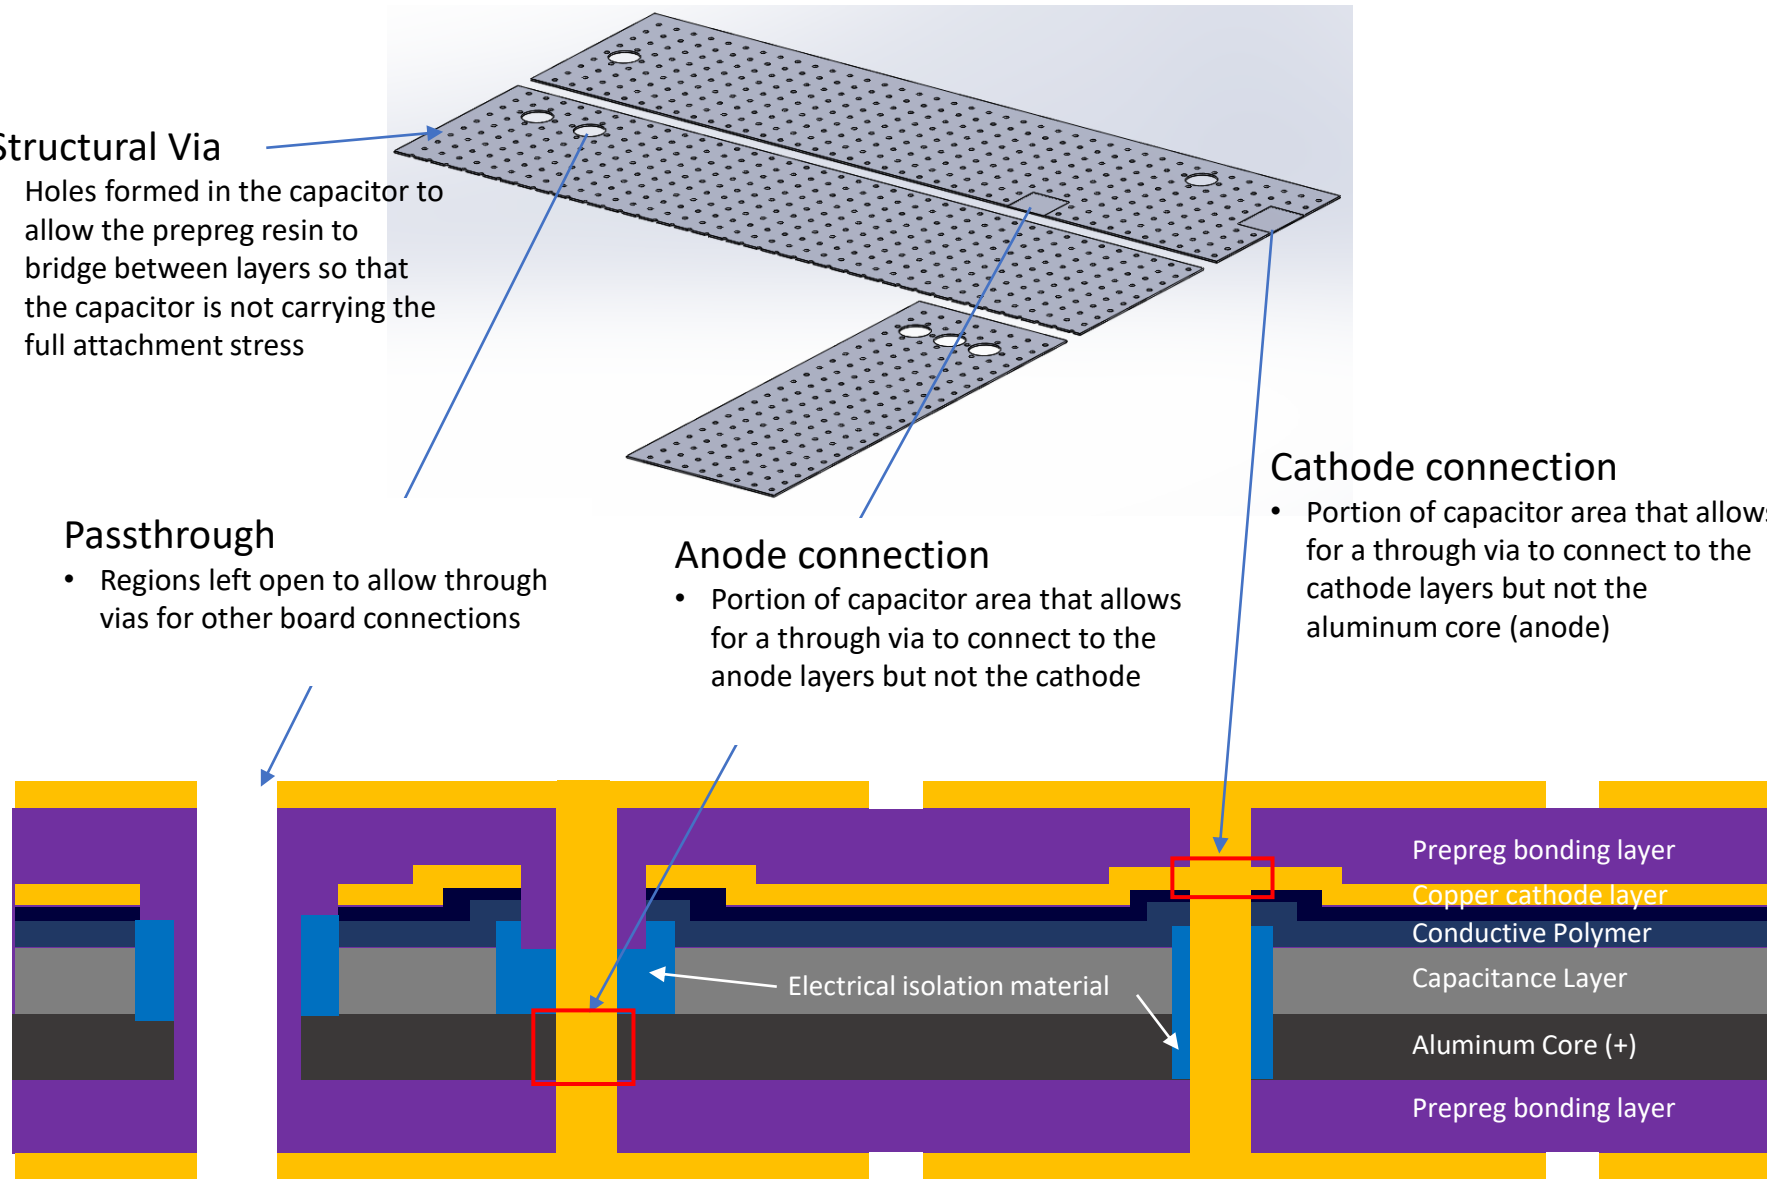 Structural Via
Holes formed in the capacitor to
allow the prepreg resin to
bridge between layers so that
the capacitor is not carrying the
full attachment stress
Passthrough
• Regions left open to allow through
vias for other board connections
Anode connection
• Portion of capacitor area that allows
for a through via to connect to the
anode layers but not the cathode
Cathode connection
• Portion of capacitor area that allows
for a through via to connect to the
cathode layers but not the
aluminum core (anode)
Prepreg bonding layer
Copper cathode layer
Conductive Polymer
Capacitance Layer
Electrical isolation material
Aluminum Core (+)
Prepreg bonding layer